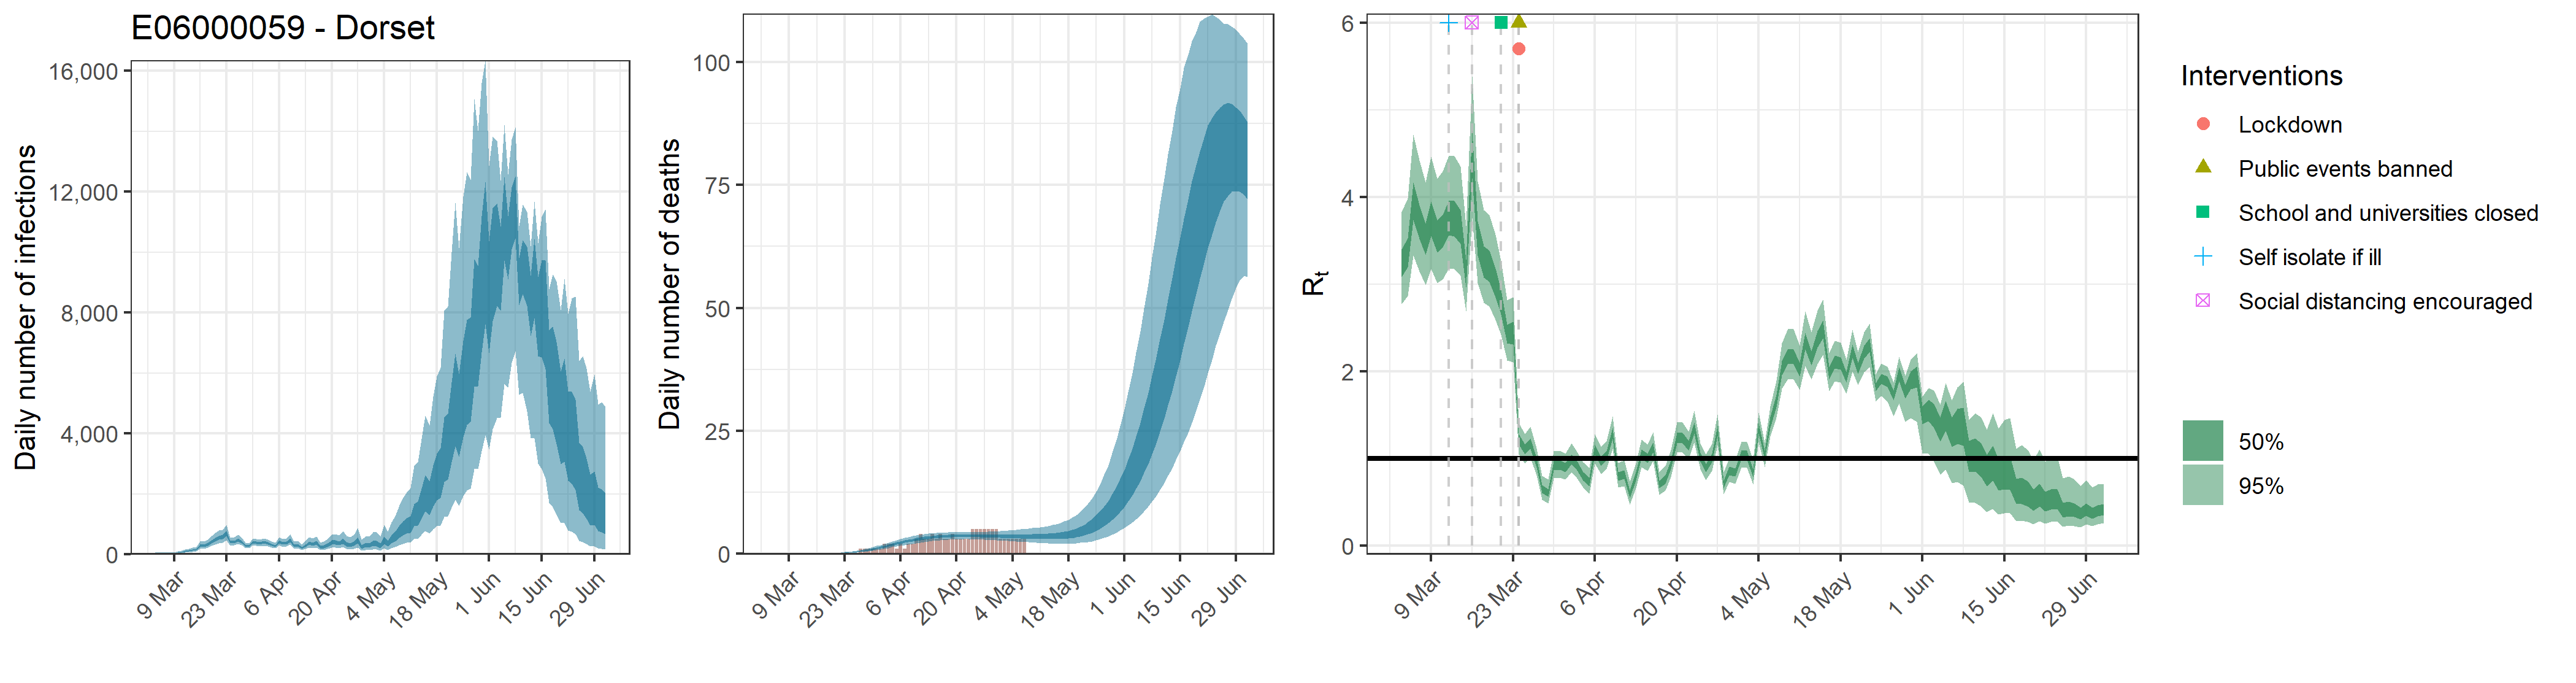 E06000059 - Dorset
Daily number of infections
16,000
12,000
8,000
4,000
0
9 Mar
23 Mar
6 Apr
20 Apr
4 May
18 May
1 Jun
15 Jun
29 Jun
Daily number of deaths
100
75
50
25
0
9 Mar
23 Mar
6 Apr
20 Apr
4 May
18 May
1 Jun
15 Jun
29 Jun
Rt
6
4
2
0
9 Mar
23 Mar
6 Apr
20 Apr
4 May
18 May
1 Jun
15 Jun
29 Jun
Interventions
Lockdown
Public events banned
School and universities closed
Self isolate if ill
Social distancing encouraged
50%
95%